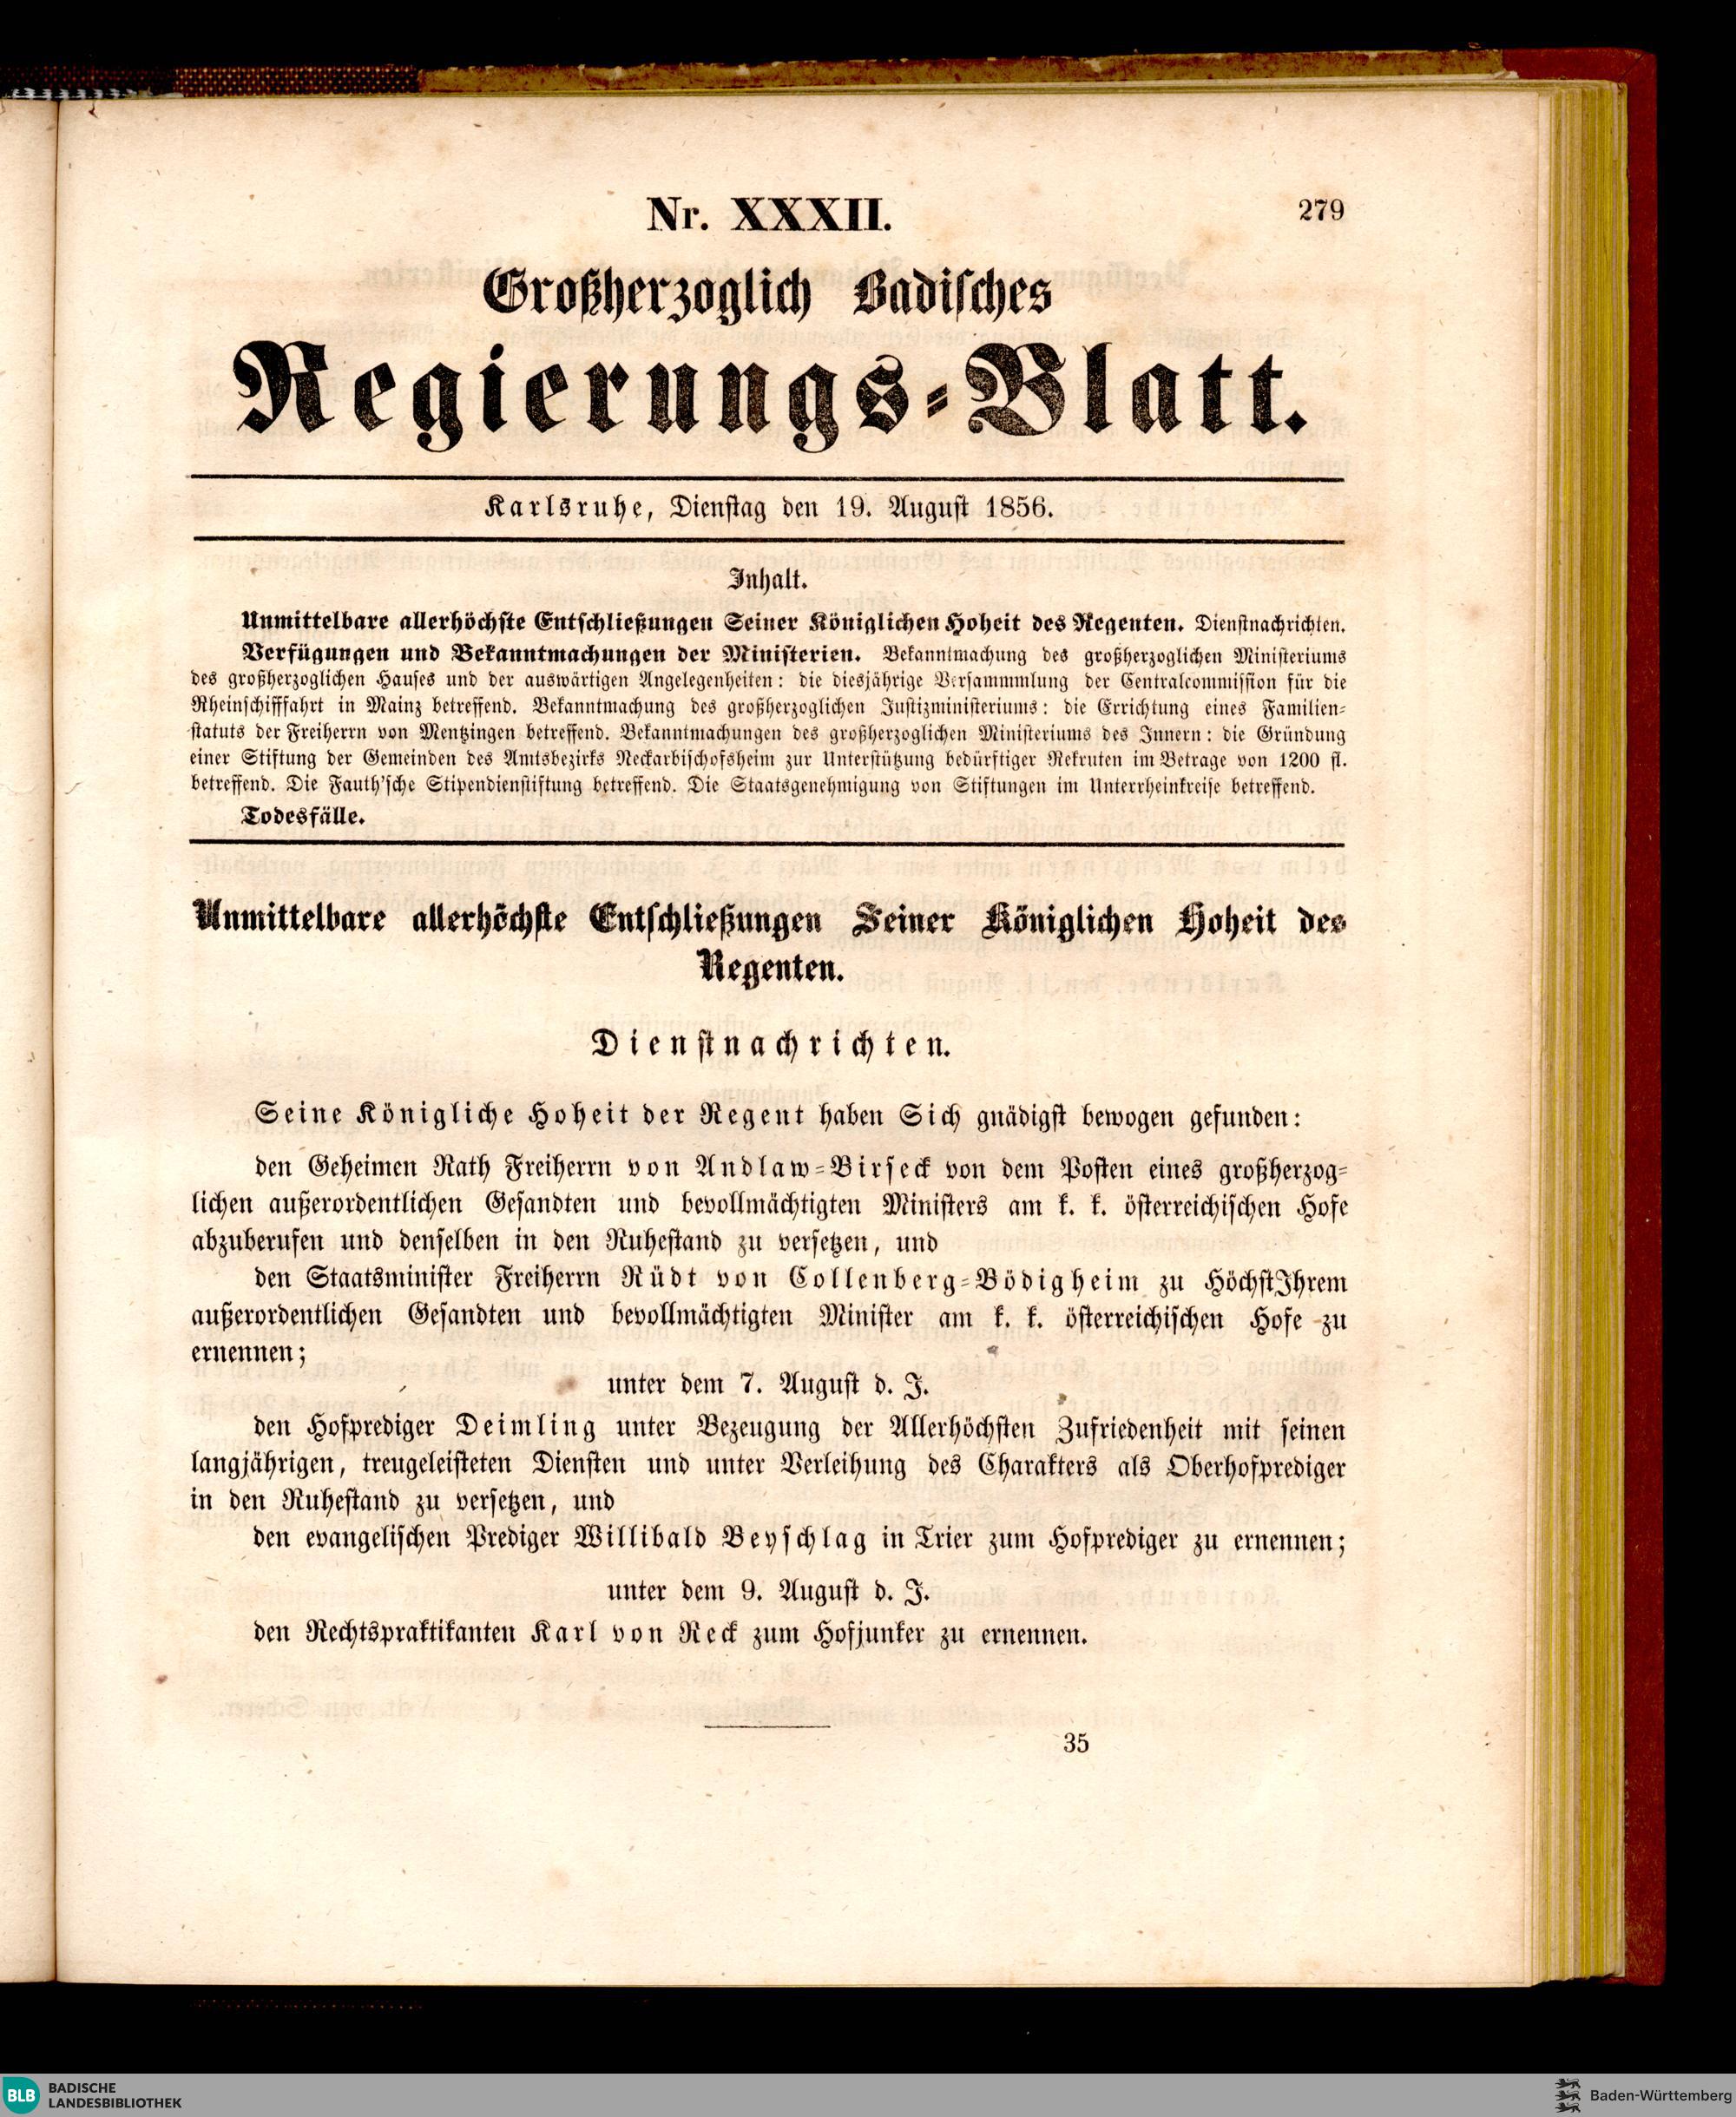 Nr. XXXII.
279
Großherzoglich Badisches
Regierungs-Blatt.
Karlsruhe, Dienstag den 19. August 1856.
Inhalt.
Unmittelbare allerhöchste Entschließungen Seiner Königlichen Hoheit des Regenten. Dienstnachrichten.
Verfügungen und Bekanntmachungen der Ministerien. Bekanntmachung des großherzoglichen Ministeriums
des großherzoglichen Hauses und der auswärtigen Angelegenheiten: die diesjährige Versammmlung der Centralcommission für die
Rheinschifffahrt in Mainz betreffend. Bekanntmachung des großherzoglichen Justizministeriums: die Errichtung eines Familien-
statuts der Freiherrn von Mentzingen betreffend. Bekanntmachungen des großherzoglichen Ministeriums des Innern: die Gründung
einer Stiftung der Gemeinden des Amtsbezirks Neckarbischofsheim zur Unterstützung bedürftiger Rekruten im Betrage von 1200 fl.
betreffend. Die Fauth'sche Stipendienstiftung betreffend. Die Staatsgenehmigung von Stiftungen im Unterrheinkreise betreffend.
Todesfälle.
Unmittelbare allerhöchste Entschließungen Seiner Königlichen Hoheit des
Regenten.
Dienstnachrichten.
Seine Königliche Hoheit der Regent haben Sich gnädigst bewogen gefunden:
den Geheimen Rath Freiherrn von Andlaw-Birseck von dem Posten eines großherzog-
lichen außerordentlichen Gesandten und bevollmächtigten Ministers am k. k. österreichischen Hofe
abzuberufen und denselben in den Ruhestand zu versetzen, und
den Staatsminister Freiherrn Rüdt von Collenberg-Bödigheim zu HöchstIhrem
außerordentlichen Gesandten und bevollmächtigten Minister am k. k. österreichischen Hofe zu
ernennen;
unter dem 7. August d. J.
den Hofprediger Deimling unter Bezeugung der Allerhöchsten Zufriedenheit mit seinen
langjährigen, treugeleisteten Diensten und unter Verleihung des Charakters als Oberhofprediger
in den Ruhestand zu versetzen, und
den evangelischen Prediger Willibald Beyschlag in Trier zum Hofprediger zu ernennen;
unter dem 9. August d. J.
den Rechtspraktikanten Karl von Reck zum Hofjunker zu ernennen.
35
BLB BADISCHE
LANDESBIBLIOTHEK
Baden-Württemberg